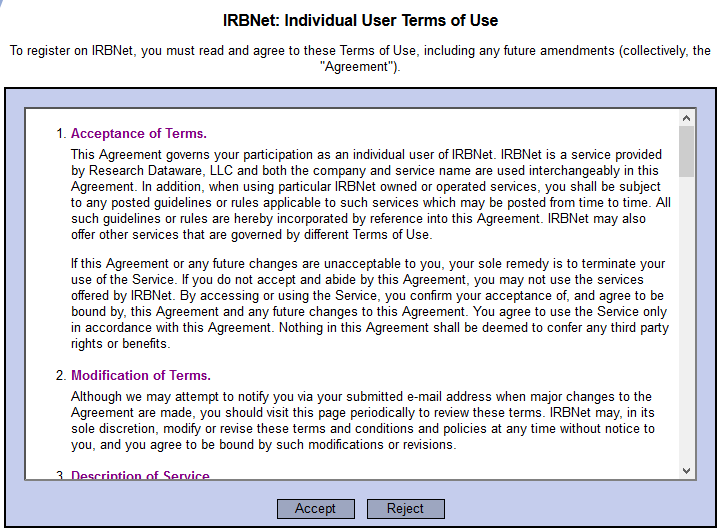 IRBNet: Individual User Terms of Use
To register on IRBNet, you must read and agree to these Terms of Use, including any future amendments (collectively, the
"Agreement").
1. Acceptance of Terms.
This Agreement governs your participation as an individual user of IRBNet. IRBNet is a service provided
by Research Dataware, LLC and both the company and service name are used interchangeably in this
Agreement. In addition, when using particular IRBNet owned or operated services, you shall be subject
to any posted guidelines or rules applicable to such services which may be posted from time to time. All
such guidelines or rules are hereby incorporated by reference into this Agreement. IRBNet may also
offer other services that are governed by different Terms of Use.
If this Agreement or any future changes are unacceptable to you, your sole remedy is to terminate your
use of the Service. If you do not accept and abide by this Agreement, you may not use the services
offered by IRBNet. By accessing or using the Service, you confirm your acceptance of, and agree to be
bound by, this Agreement and any future changes to this Agreement. You agree to use the Service only
in accordance with this Agreement. Nothing in this Agreement shall be deemed to confer any third party
rights or benefits.
2. Modification of Terms.
Although we may attempt to notify you via your submitted e-mail address when major changes to the
Agreement are made, you should visit this page periodically to review these terms. IRBNet may, in its
sole discretion, modify or revise these terms and conditions and policies at any time without notice to
you, and you agree to be bound by such modifications or revisions.
3. Description of Service
Accept Reject